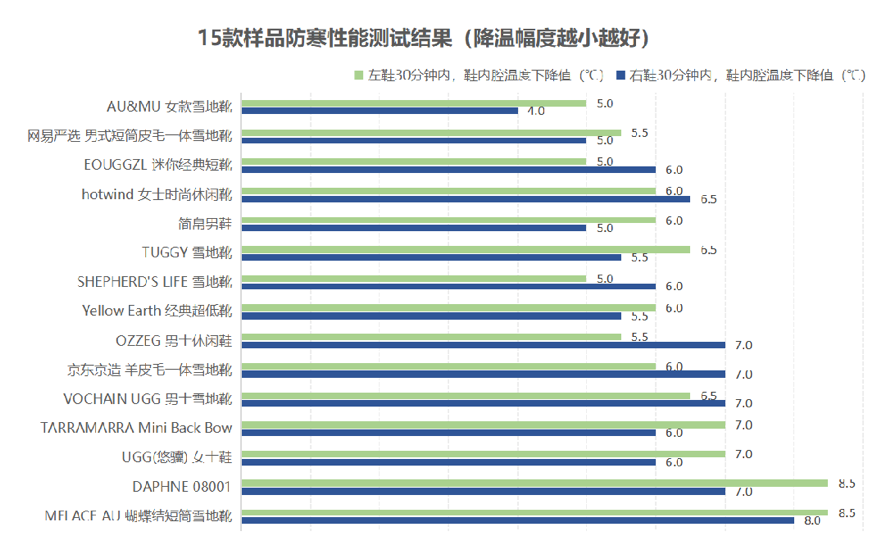 15款样品防寒性能测试结果（降温幅度越小越好）
左鞋30分钟内，鞋内腔温度下降值（℃） 右鞋30分钟内，鞋内腔温度下降值（℃）
AU&MU 女款雪地靴 5.0 4.0
网易严选 男式短筒皮毛一体雪地靴 5.5 5.0
EOUGGZL 迷你经典短靴 5.0 6.0
hotwind 女士时尚休闲靴 6.0 6.5
简帛男鞋 6.0 5.0
TUGGY 雪地靴 6.5 5.5
SHEPHERD'S LIFE 雪地靴 5.0 6.0
Yellow Earth 经典超低靴 6.0 5.5
OZZEG 男士休闲鞋 5.5 7.0
京东京造 羊皮毛一体雪地靴 6.0 7.0
VOCHAIN UGG 男士雪地靴 6.5 7.0
TARRAMARRA Mini Back Bow 7.0 6.0
UGG(悠骥) 女士鞋 7.0 6.0
DAPHNE 08001 8.5 7.0
MELACE AU 蝴蝶结短筒雪地靴 8.5 8.0